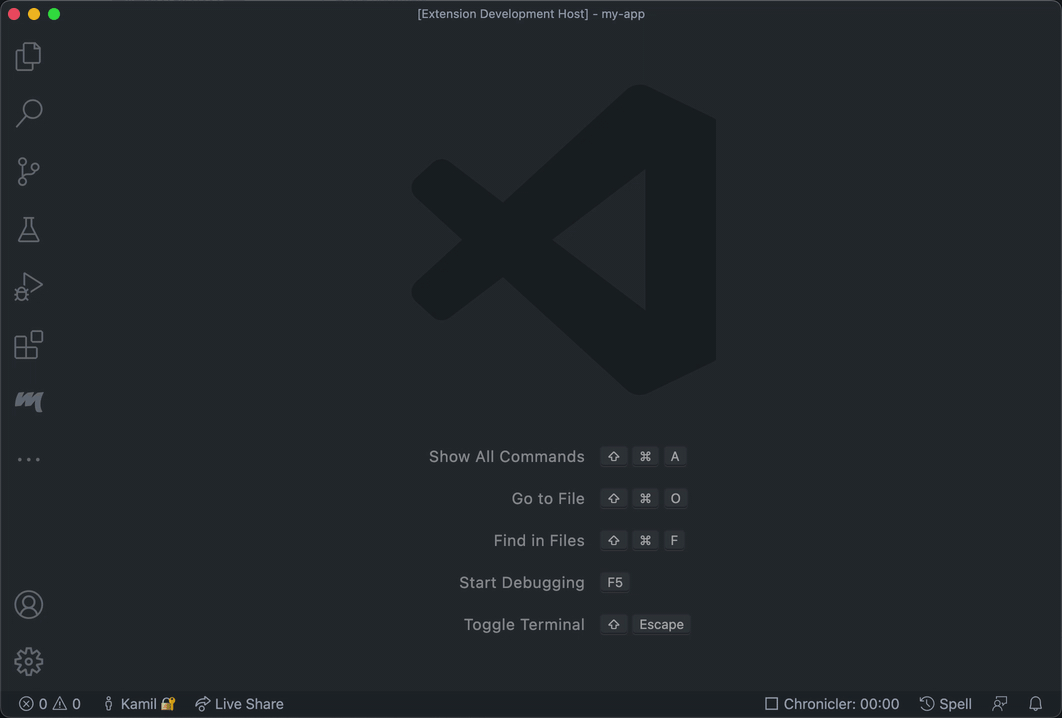 [Extension Development Host] - my-app
Show All Commands ⇧ ⌘ A
Go to File ⇧ ⌘ O
Find in Files ⇧ ⌘ F
Start Debugging F5
Toggle Terminal ⇧ Escape
0 0 Kamil 🔐 Live Share Chronicler: 00:00 Spell